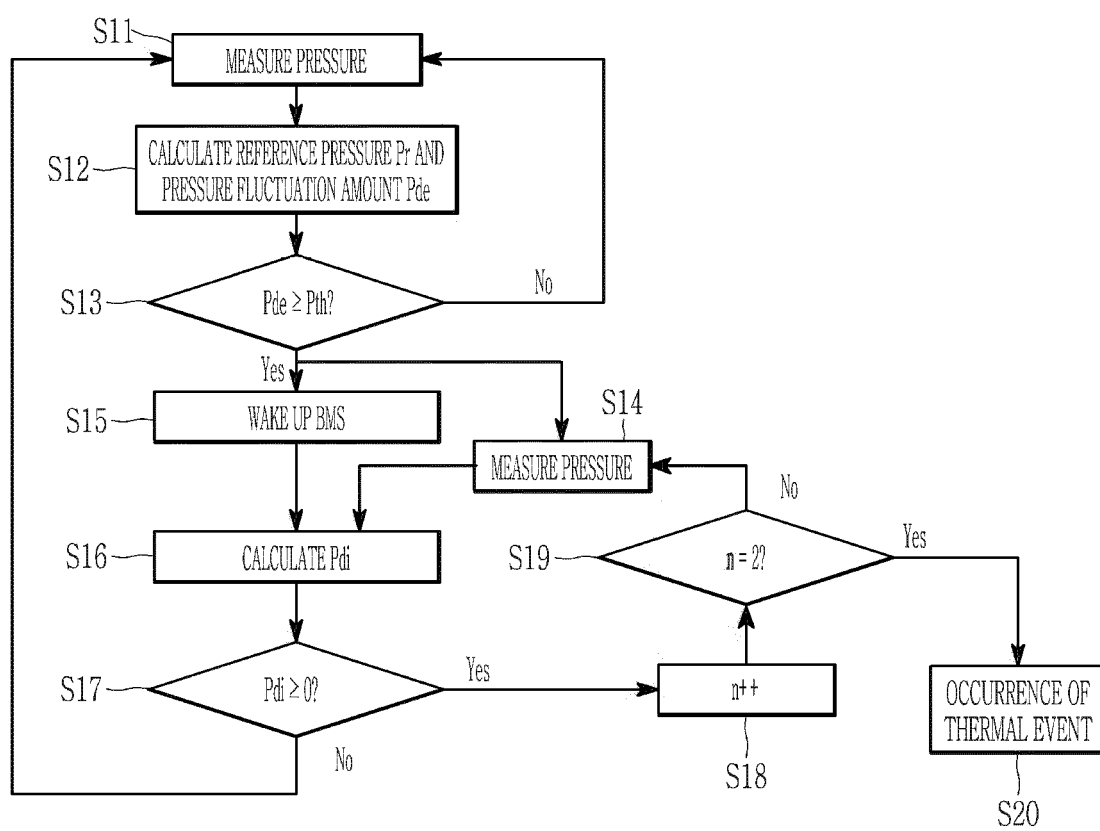 S11
MEASURE PRESSURE
S12
CALCULATE REFERENCE PRESSURE Pr AND
PRESSURE FLUCTUATION AMOUNT Pde
S13
Pde ≥ Pth?
No
Yes
S15
WAKE UP BMS
S14
MEASURE PRESSURE
S16
CALCULATE Pdi
S19
n = 2?
No
Yes
S17
Pdi ≥ 0?
Yes
No
n++
S18
OCCURRENCE OF
THERMAL EVENT
S20